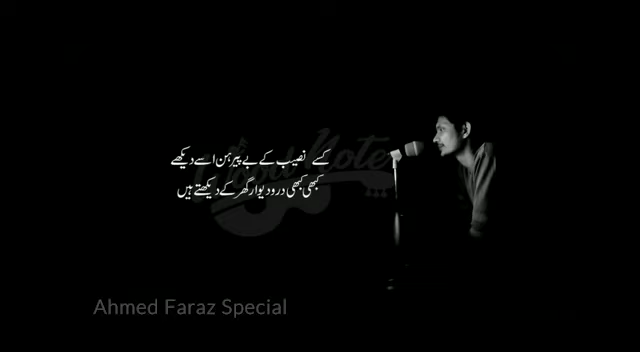 کسے نصیب کے بے پیرہن اسے دیکھے
کبھی کبھی در و دیوار گھر کے دیکھتے ہیں
Ahmed Faraz Special